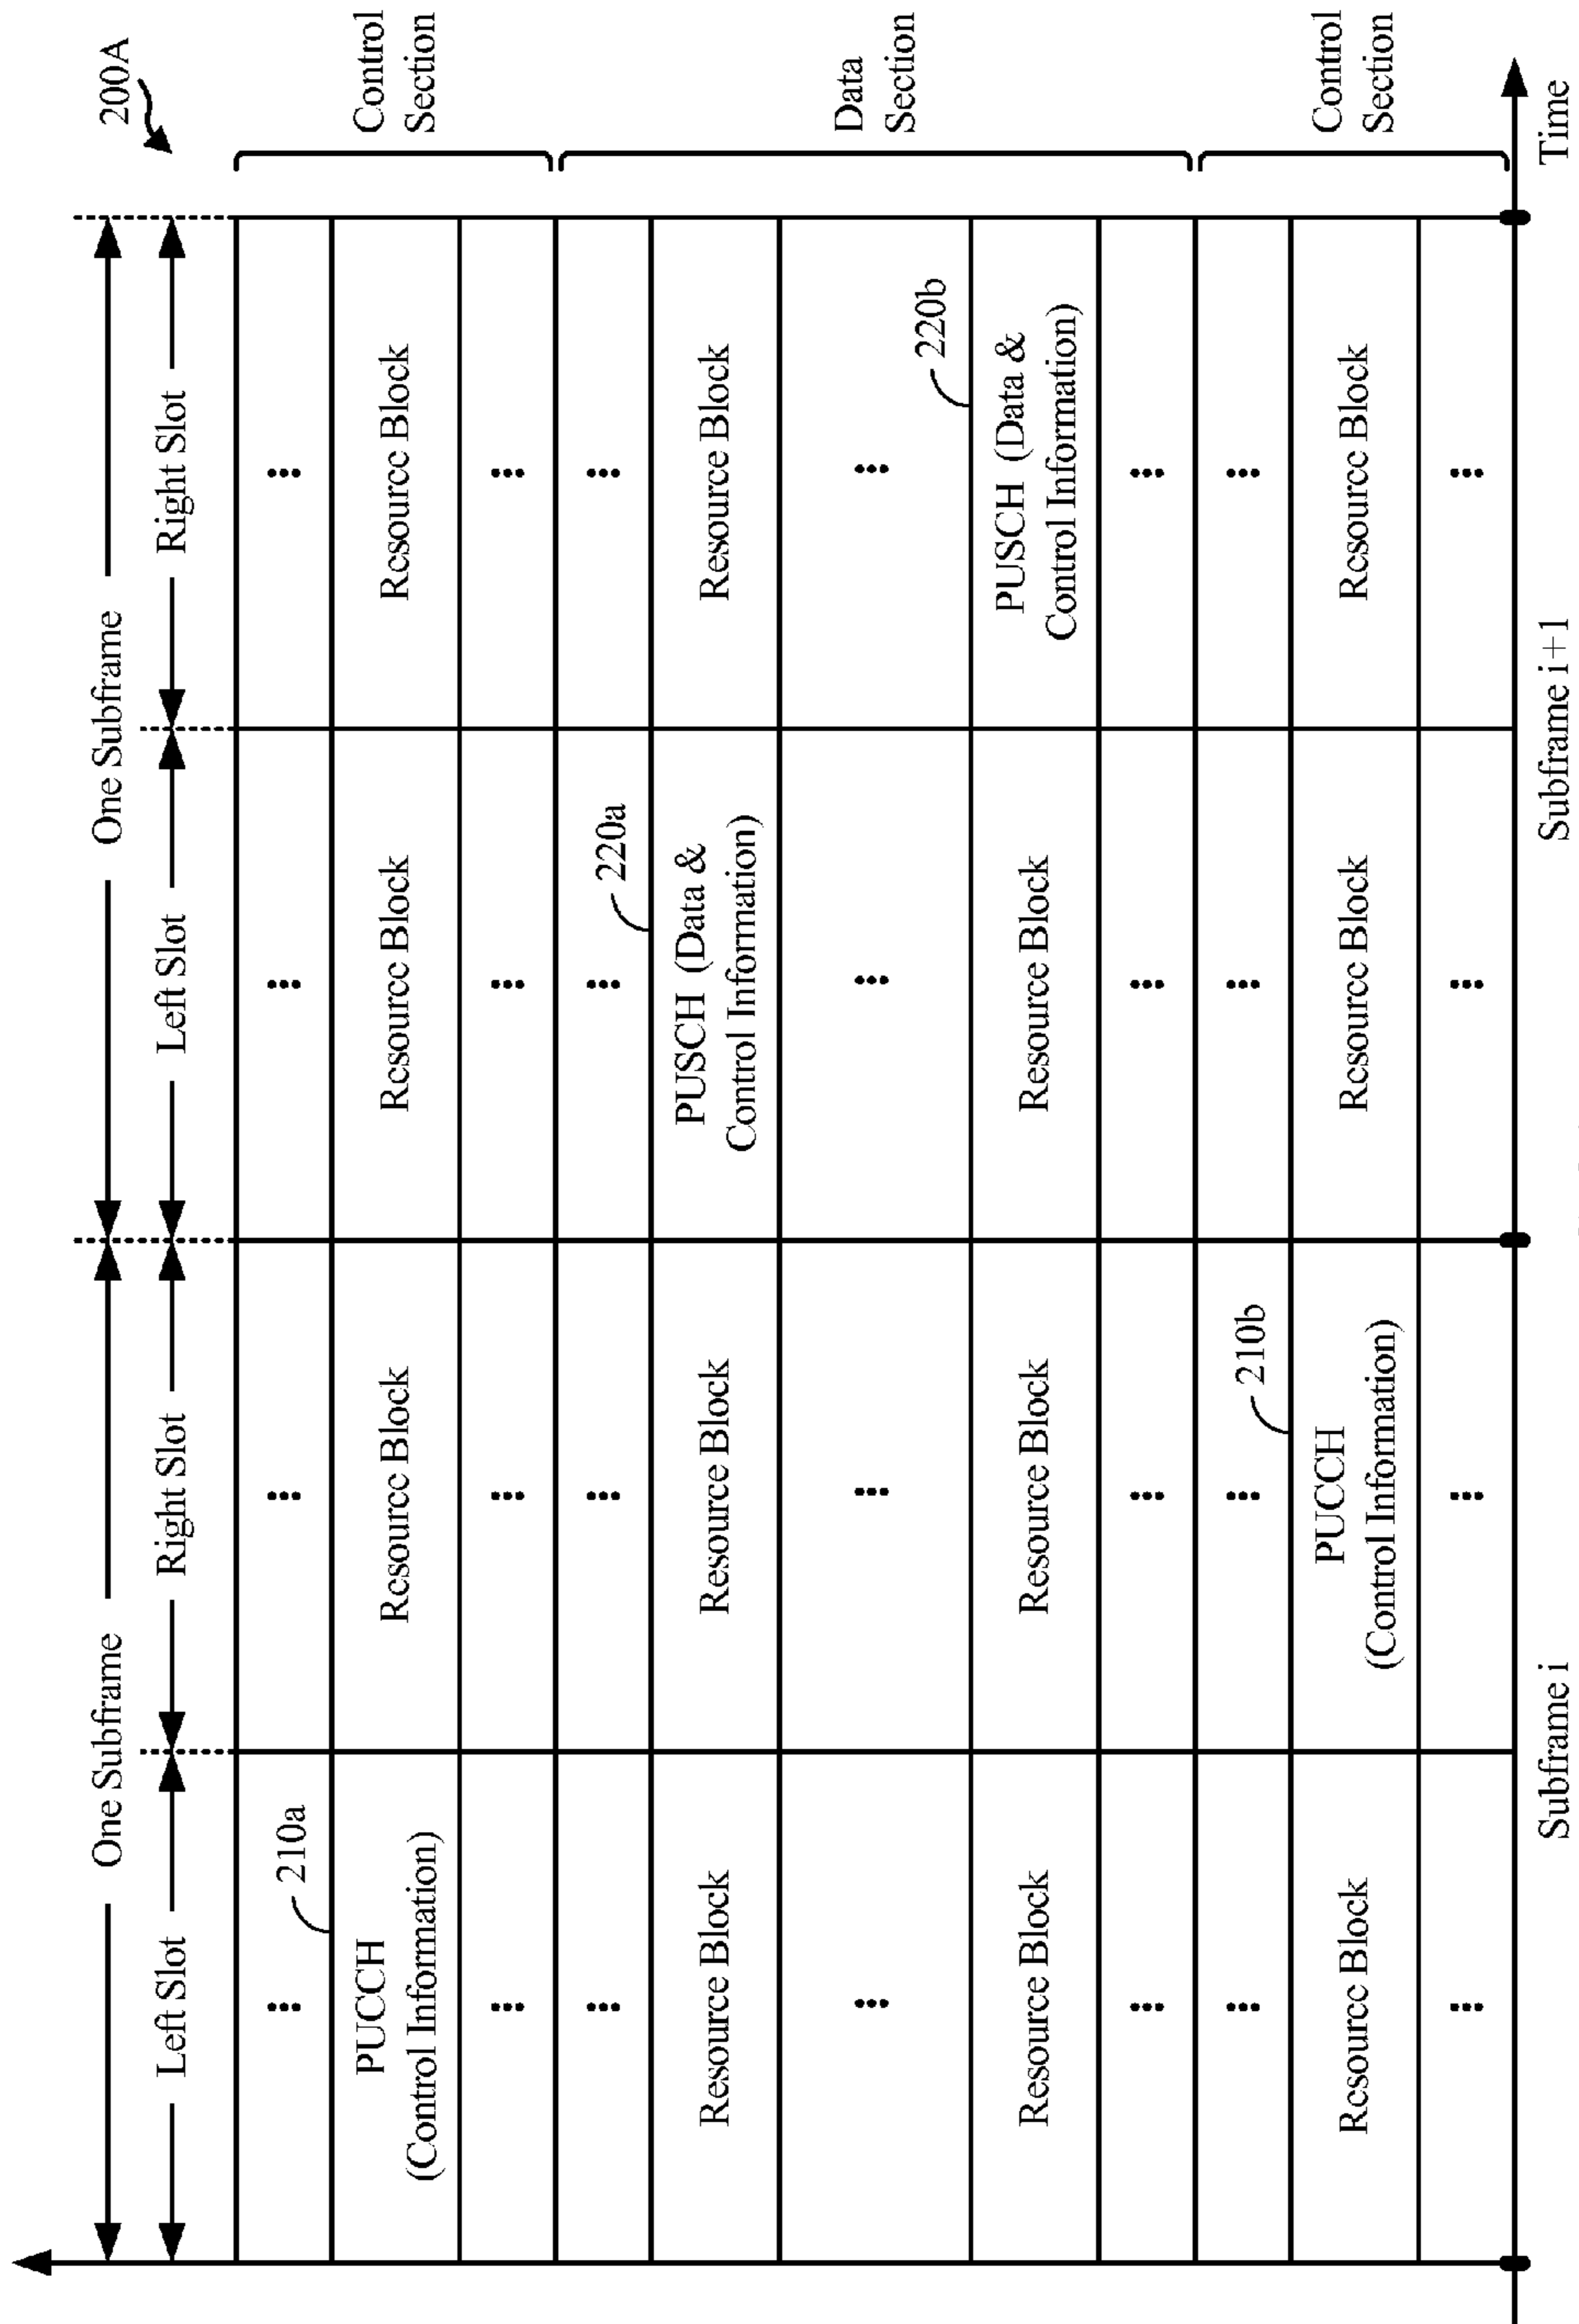 200A
One Subframe
One Subframe
Left Slot
Right Slot
Left Slot
Right Slot
210a
PUCCH
(Control Information)
Resource Block
Resource Block
Resource Block
Control
Section
220a
Resource Block
Resource Block
PUSCH (Data &
Control Information)
Resource Block
Data
Section
220b
Resource Block
Resource Block
Resource Block
PUSCH (Data &
Control Information)
210b
Resource Block
PUCCH
(Control Information)
Resource Block
Resource Block
Control
Section
Subframe i
Subframe i+1
Time